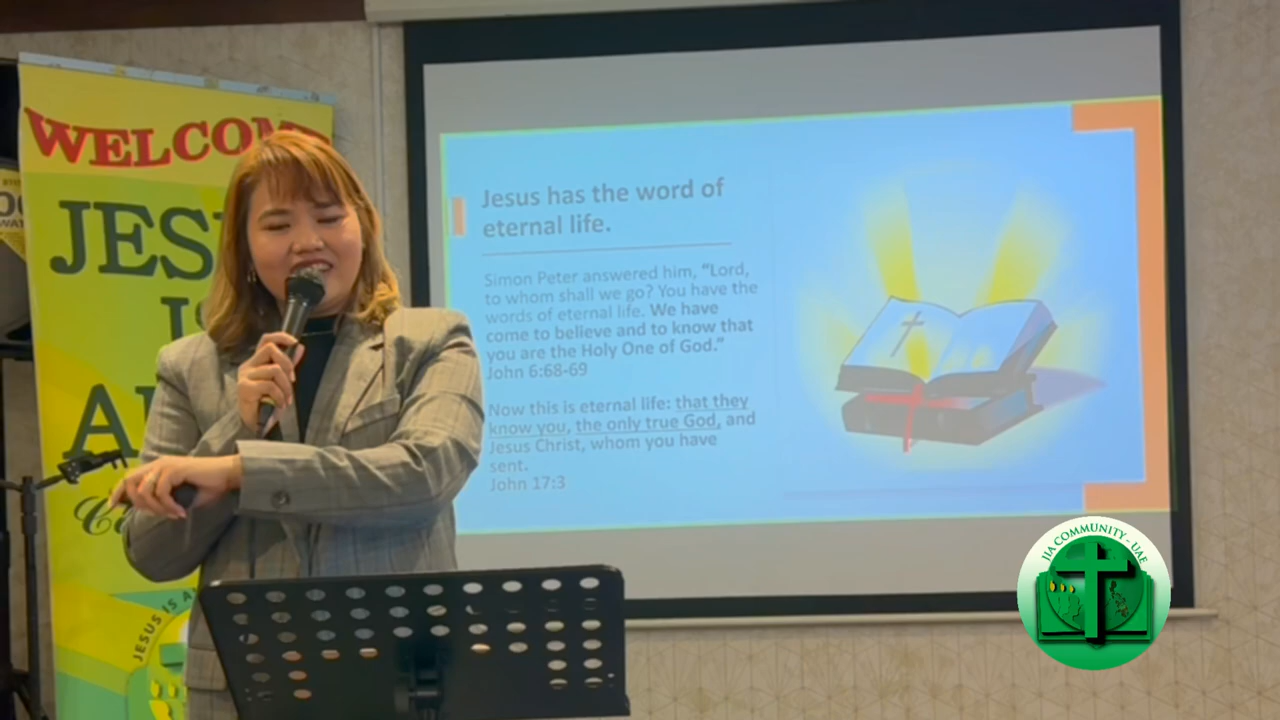 WELCOME
JES
IS
A
Jesus has the word of
eternal life.
Simon Peter answered him, “Lord,
to whom shall we go? You have the
words of eternal life. We have
come to believe and to know that
you are the Holy One of God.”
John 6:68-69
Now this is eternal life: that they
know you, the only true God, and
Jesus Christ, whom you have
sent.
John 17:3
JIA COMMUNITY - UAE
JESUS IS A